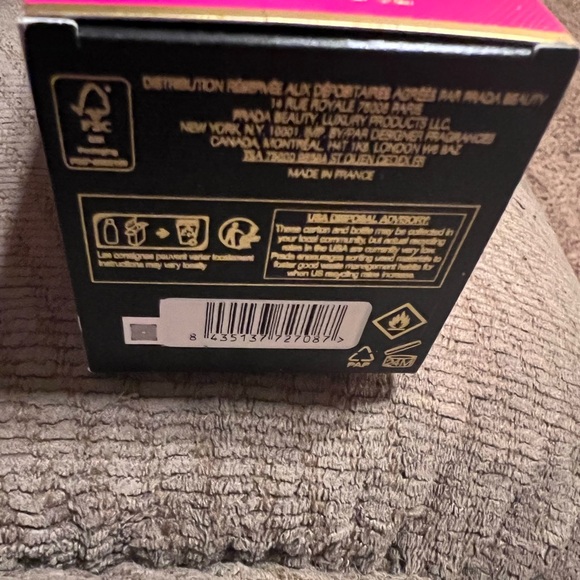 DISTRIBUTION RÉSERVÉE AUX DÉPOSITAIRES AGRÉÉS PAR PRADA BEAUTY
14 RUE ROYALE 75008 PARIS
PRADA BEAUTY, LUXURY PRODUCTS LLC,
NEW YORK, N.Y. 10001 IMP. BY/PAR DESIGNER FRAGRANCES
CANADA, MONTRÉAL, H4T 1K8 LONDON W6 8AZ
MADE IN FRANCE
FSC
Les consignes peuvent varier localement
Instructions may vary locally
USA DISPOSAL ADVISORY:
These carton and bottle may be collected in
your local community, but actual recycling
rates in the USA are currently very low.
Prada encourages sorting used materials to
foster good waste management habits for
when US recycling rates increase.
8 435137 727087 >
PAP
24M